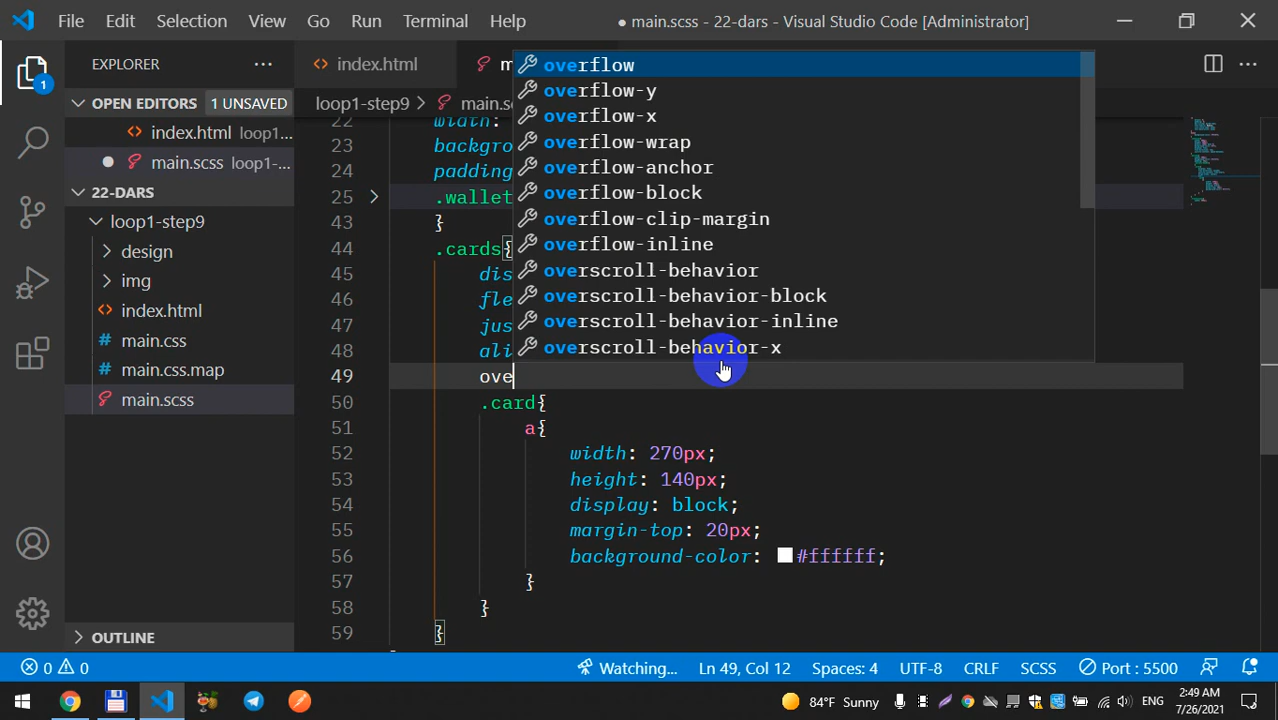 File Edit Selection View Go Run Terminal Help ● main.scss - 22-dars - Visual Studio Code [Administrator]
EXPLORER
index.html
m
1
OPEN EDITORS 1 UNSAVED
index.html loop1...
main.scss loop1-...
22-DARS
loop1-step9
design
img
index.html
main.css
main.css.map
main.scss
OUTLINE
loop1-step9 > main.s
overflow
overflow-y
overflow-x
overflow-wrap
overflow-anchor
overflow-block
overflow-clip-margin
overflow-inline
overscroll-behavior
overscroll-behavior-block
overscroll-behavior-inline
overscroll-behavior-x
22 width:
23 backgro
24 padding
25 .wallet
43 }
44 .cards{
45 dis
46 fle
47 jus
48 ali
49 ove
50 .card{
51 a{
52 width: 270px;
53 height: 140px;
54 display: block;
55 margin-top: 20px;
56 background-color: #ffffff;
57 }
58 }
59 }
0 0 Watching... Ln 49, Col 12 Spaces: 4 UTF-8 CRLF SCSS Port : 5500
84°F Sunny ENG 2:49 AM
7/26/2021